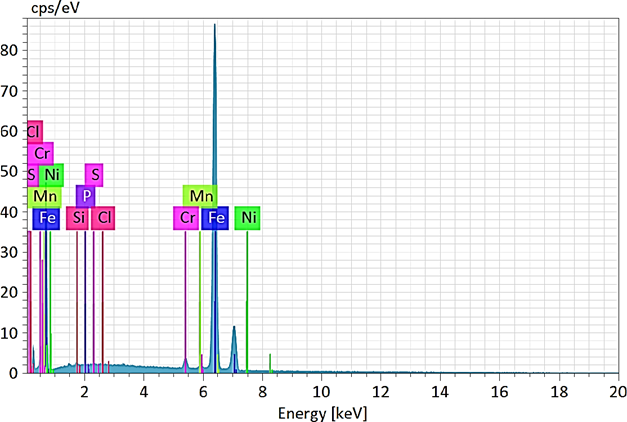 cps/eV
80
70
60
50
40
30
20
10
0
Cl
Cr
S Ni S
Mn P Mn
Fe Si Cl Cr Fe Ni
2 4 6 8 10 12 14 16 18 20
Energy [keV]